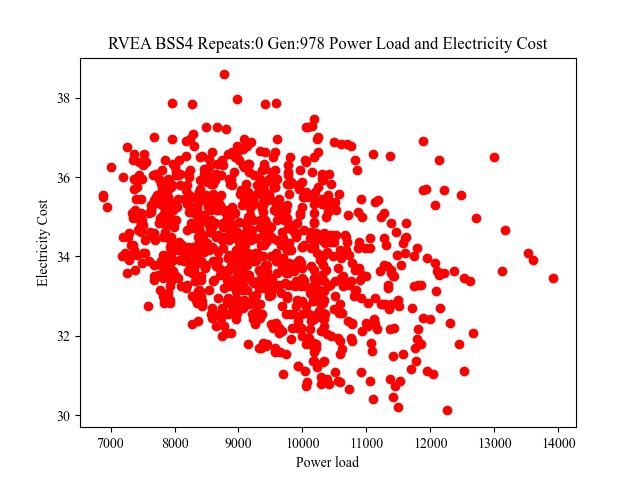 RVEA BSS4 Repeats:0 Gen:978 Power Load and Electricity Cost
Electricity Cost
38
36
34
32
30
7000 8000 9000 10000 11000 12000 13000 14000
Power load